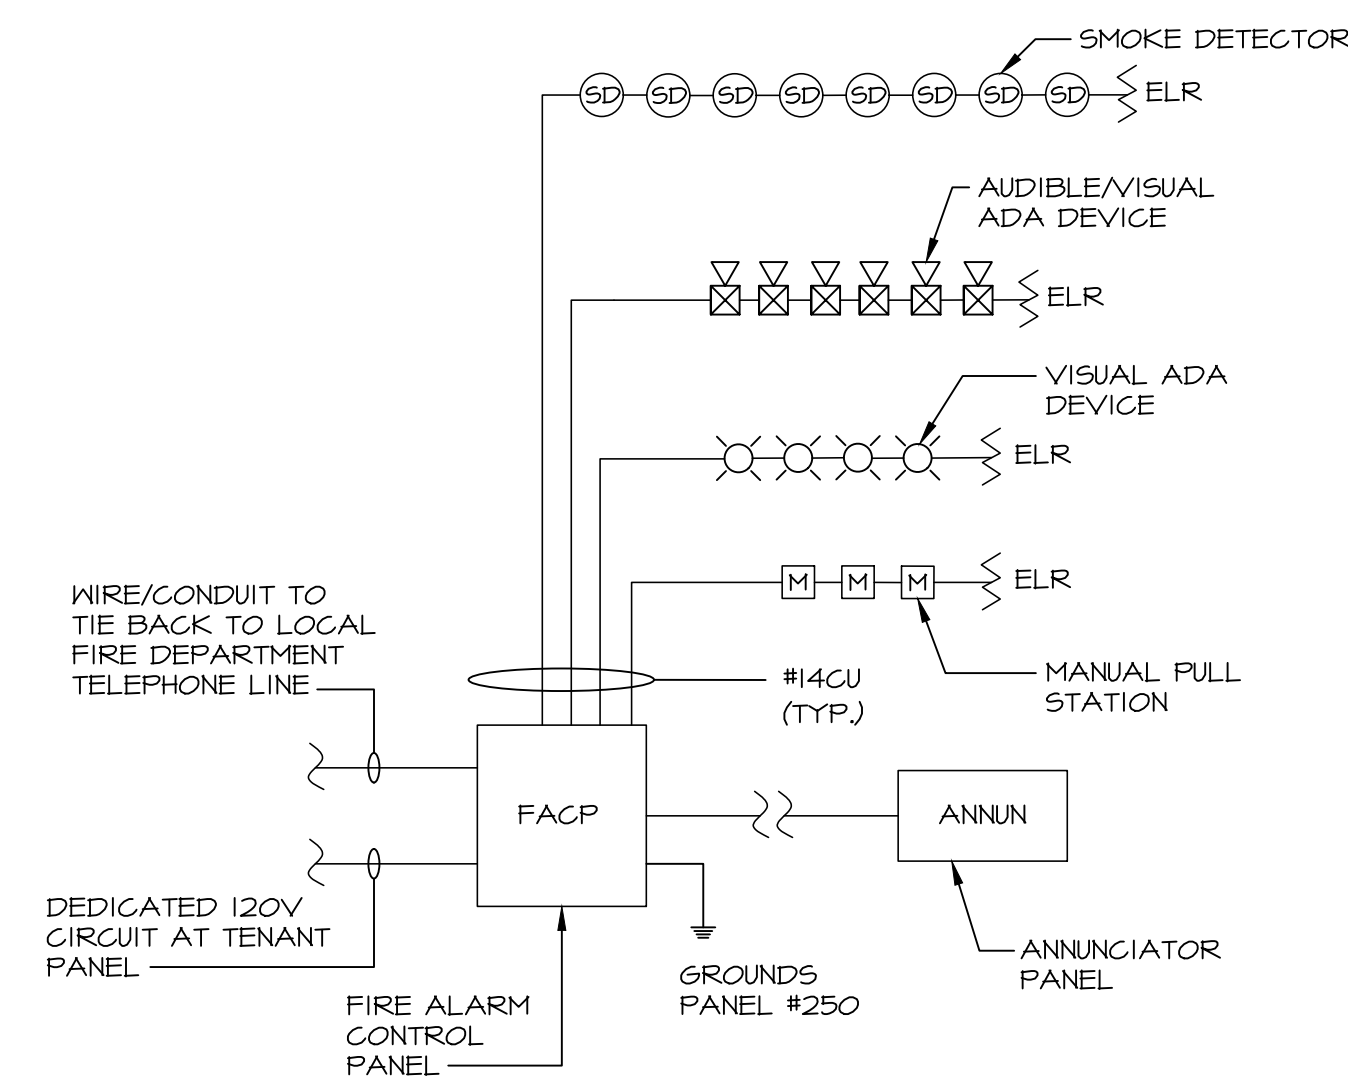 SMOKE DETECTOR
SD SD SD SD SD SD SD SD ELR
AUDIBLE/VISUAL
ADA DEVICE
ELR
VISUAL ADA
DEVICE
ELR
M M M ELR
WIRE/CONDUIT TO
TIE BACK TO LOCAL
FIRE DEPARTMENT
TELEPHONE LINE
#14CU
(TYP.)
MANUAL PULL
STATION
FACP
ANNUN
DEDICATED 120V
CIRCUIT AT TENANT
PANEL
GROUNDS
PANEL #250
ANNUNCIATOR
PANEL
FIRE ALARM
CONTROL
PANEL